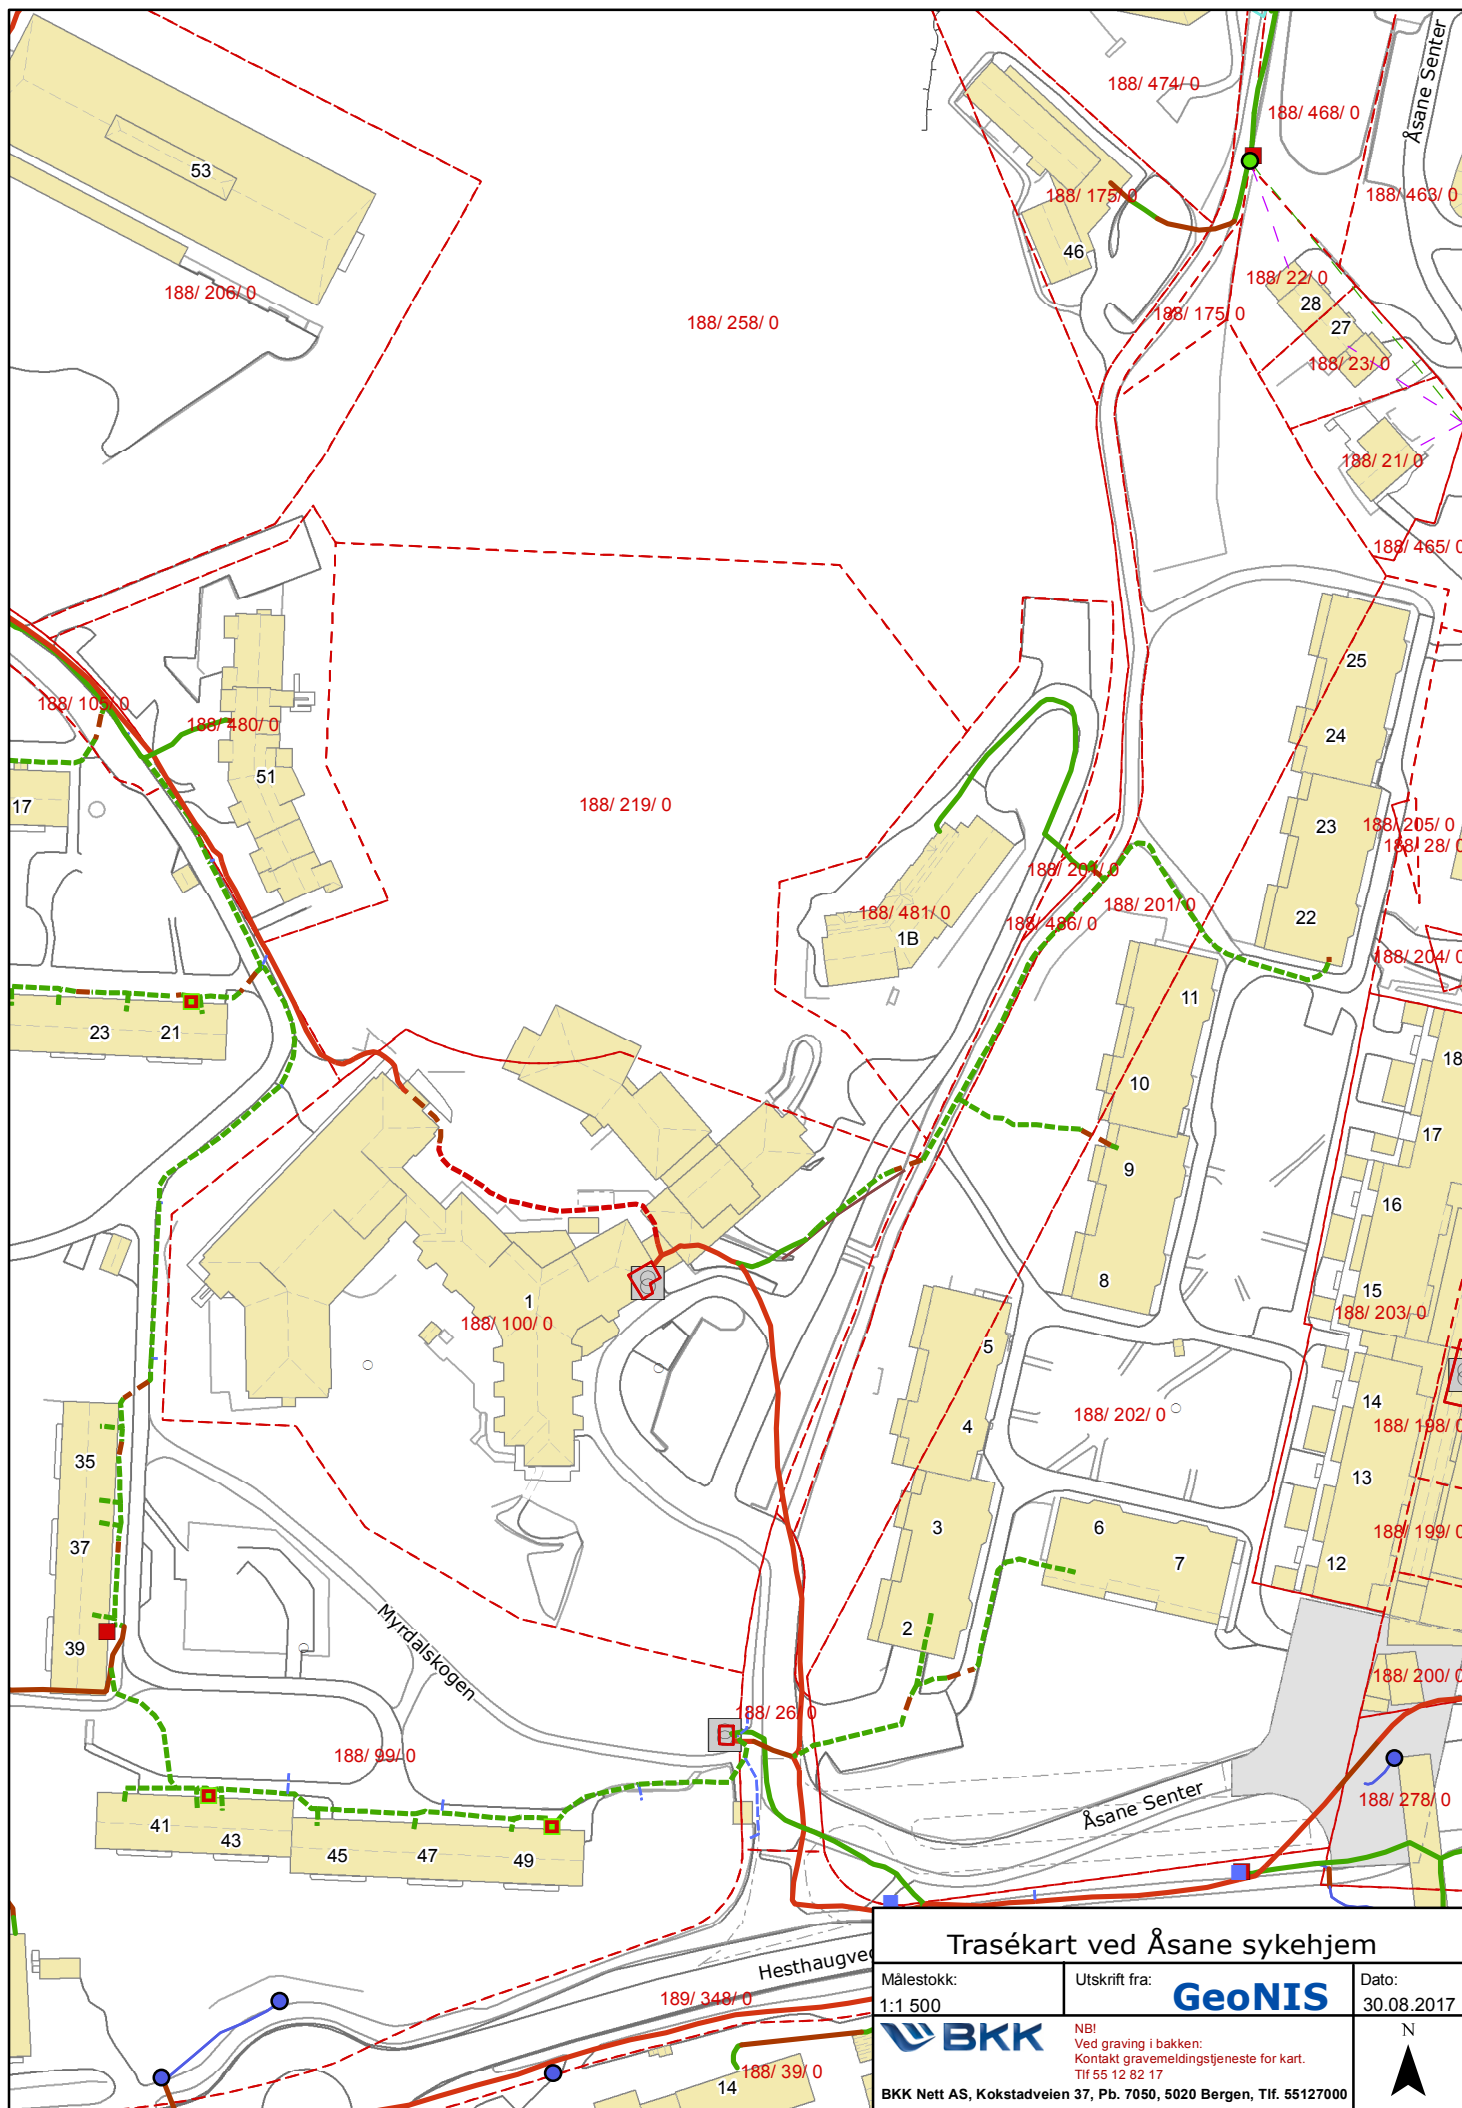 188/ 474/ 0
Åsane Senter
188/ 468/ 0
53
188/ 175/ 0
188/ 463/ 0
46
188/ 22/ 0
188/ 206/ 0
28
188/ 258/ 0
188/ 175/ 0
27
188/ 23/ 0
188/ 21/ 0
188/ 465/ 0
25
188/ 105/ 0
188/ 480/ 0
24
51
17
188/ 219/ 0
23
188/ 205/ 0
188/ 28/ 0
188/ 201/ 0
188/ 481/ 0
188/ 486/ 0
188/ 201/ 0
22
1B
188/ 204/ 0
11
23
21
18
10
17
9
16
8
15
1
188/ 100/ 0
188/ 203/ 0
5
14
188/ 202/ 0
4
188/ 198/ 0
35
13
3
6
188/ 199/ 0
37
7
12
Myrdalskogen
2
39
188/ 200/ 0
188/ 26/ 0
188/ 99/ 0
Åsane Senter
188/ 278/ 0
41
43
45
47
49
Hesthaugve
189/ 348/ 0
188/ 39/ 0
14
Trasékart ved Åsane sykehjem
Målestokk:
1:1 500
Utskrift fra:
GeoNIS
Dato:
30.08.2017
BKK
NB!
Ved graving i bakken:
Kontakt gravemeldingstjeneste for kart.
Tlf 55 12 82 17
N
BKK Nett AS, Kokstadveien 37, Pb. 7050, 5020 Bergen, Tlf. 55127000